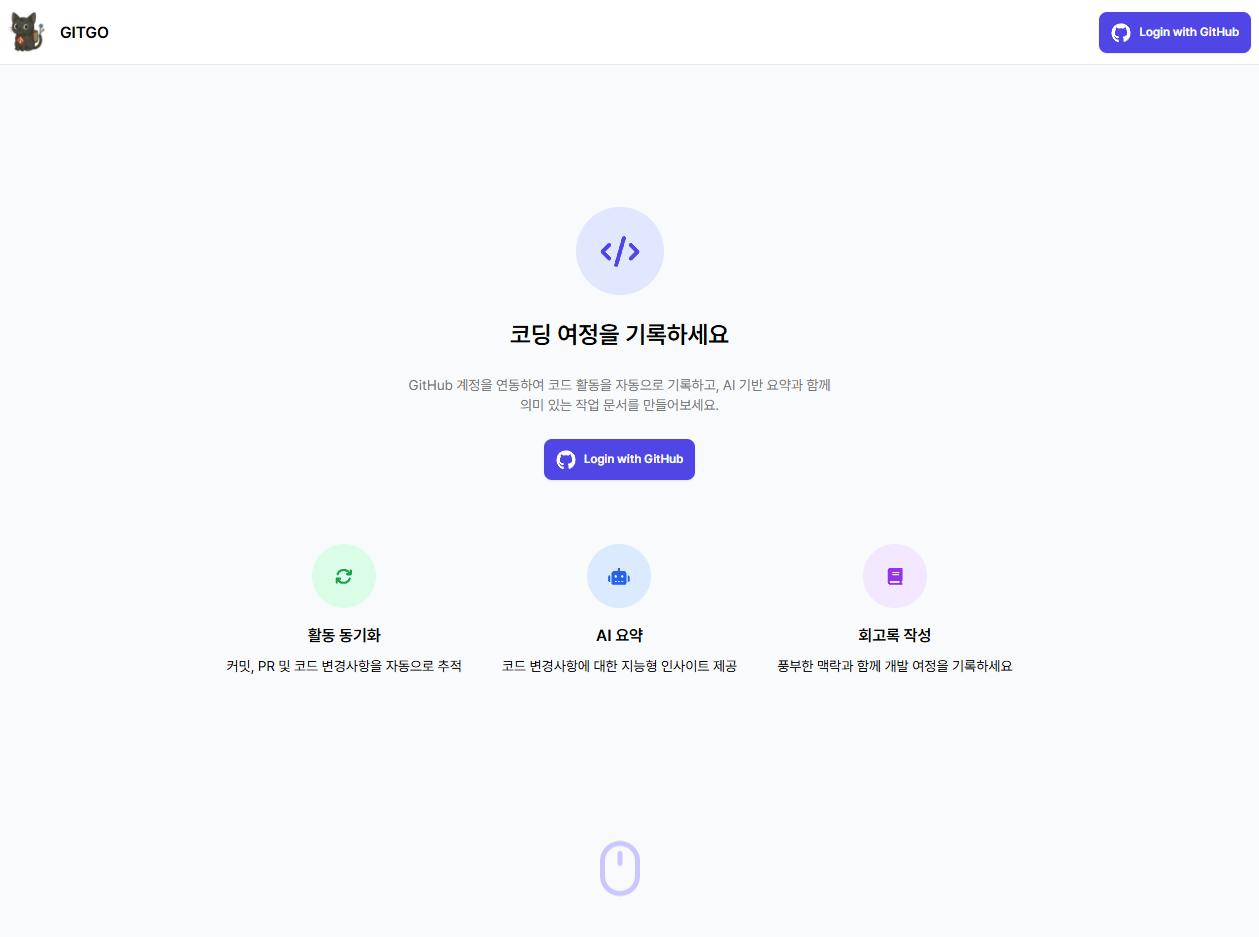 GITGO
Login with GitHub
코딩 여정을 기록하세요
GitHub 계정을 연동하여 코드 활동을 자동으로 기록하고, AI 기반 요약과 함께
의미 있는 작업 문서를 만들어보세요.
Login with GitHub
활동 동기화
커밋, PR 및 코드 변경사항을 자동으로 추적
AI 요약
코드 변경사항에 대한 지능형 인사이트 제공
회고록 작성
풍부한 맥락과 함께 개발 여정을 기록하세요